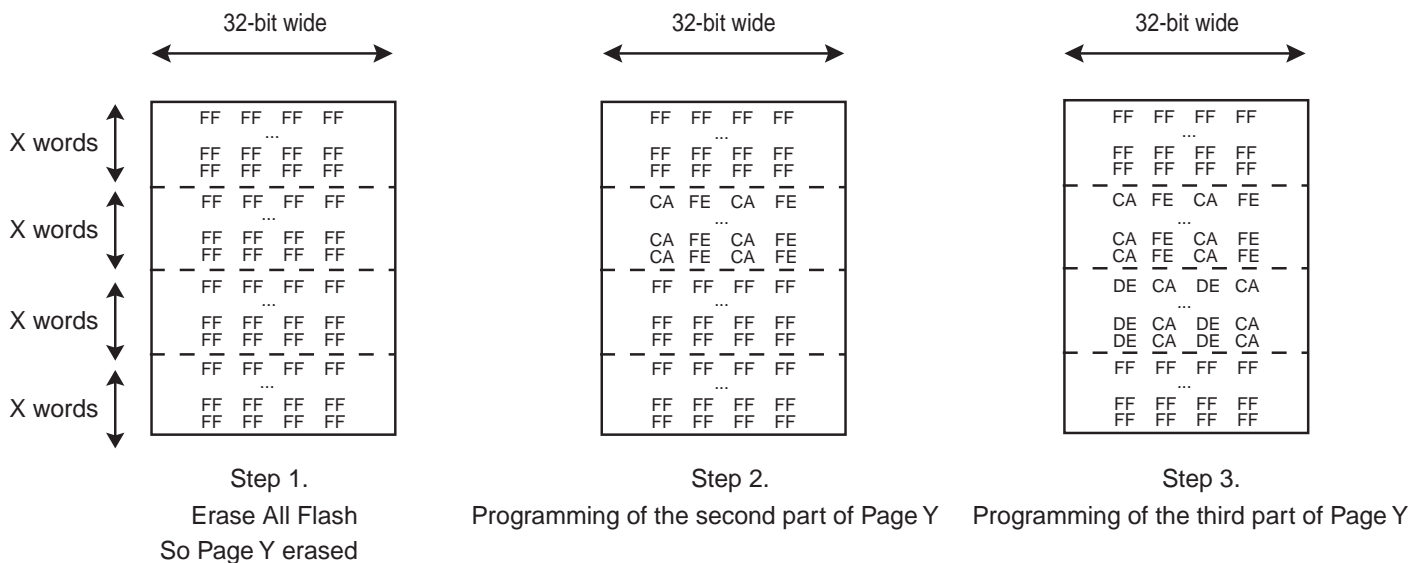 32-bit wide
32-bit wide
32-bit wide
X words
X words
X words
X words
FF FF FF FF
...
FF FF FF FF
FF FF FF FF
FF FF FF FF
...
FF FF FF FF
FF FF FF FF
FF FF FF FF
...
FF FF FF FF
FF FF FF FF
FF FF FF FF
...
FF FF FF FF
FF FF FF FF
Step 1.
Erase All Flash
So Page Y erased
FF FF FF FF
...
FF FF FF FF
FF FF FF FF
CA FE CA FE
...
CA FE CA FE
CA FE CA FE
FF FF FF FF
...
FF FF FF FF
FF FF FF FF
FF FF FF FF
...
FF FF FF FF
FF FF FF FF
Step 2.
Programming of the second part of Page Y
FF FF FF FF
...
FF FF FF FF
FF FF FF FF
CA FE CA FE
...
CA FE CA FE
CA FE CA FE
DE CA DE CA
...
DE CA DE CA
DE CA DE CA
FF FF FF FF
...
FF FF FF FF
FF FF FF FF
Step 3.
Programming of the third part of Page Y